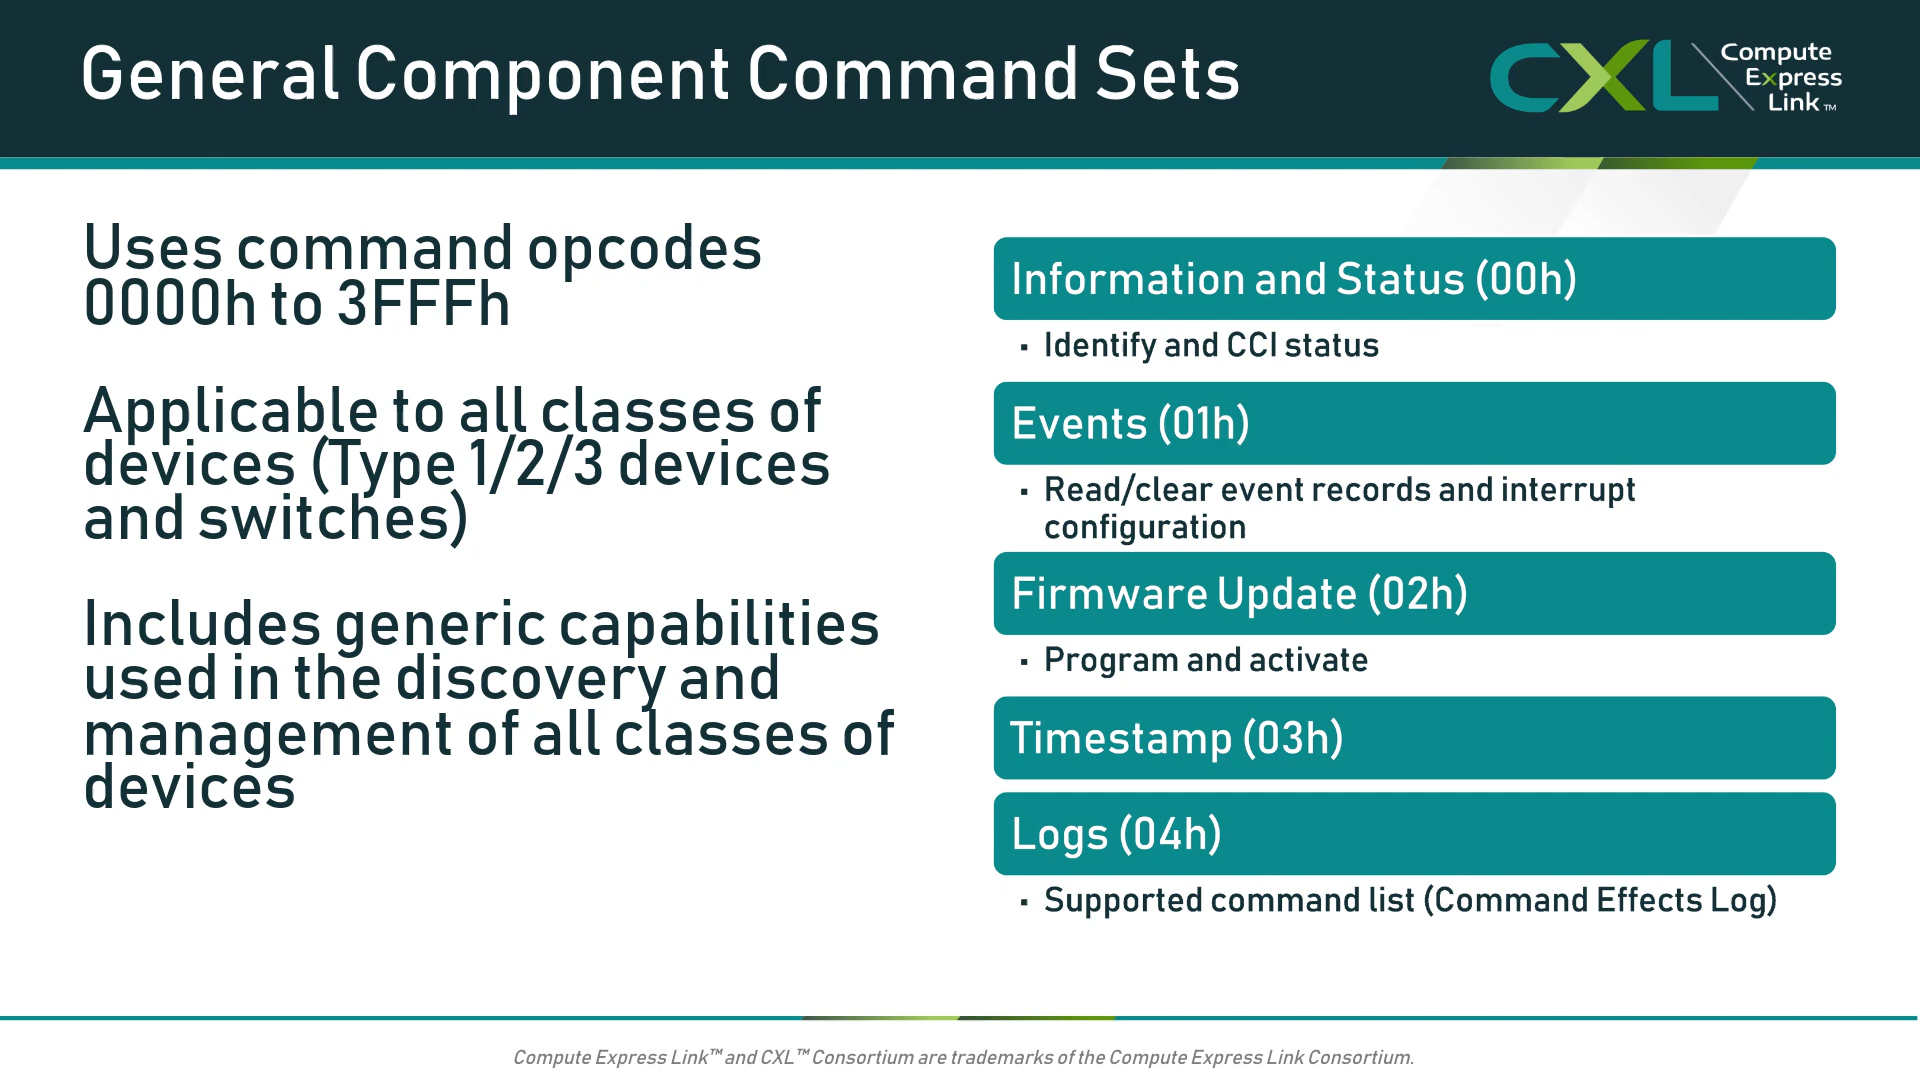 General Component Command Sets
CXL
Compute
Express
Link™
Uses command opcodes
0000h to 3FFFh
Applicable to all classes of
devices (Type 1/2/3 devices
and switches)
Includes generic capabilities
used in the discovery and
management of all classes of
devices
Information and Status (00h)
▪ Identify and CCI status
Events (01h)
▪ Read/clear event records and interrupt
configuration
Firmware Update (02h)
▪ Program and activate
Timestamp (03h)
Logs (04h)
▪ Supported command list (Command Effects Log)
Compute Express Link™ and CXL™ Consortium are trademarks of the Compute Express Link Consortium.